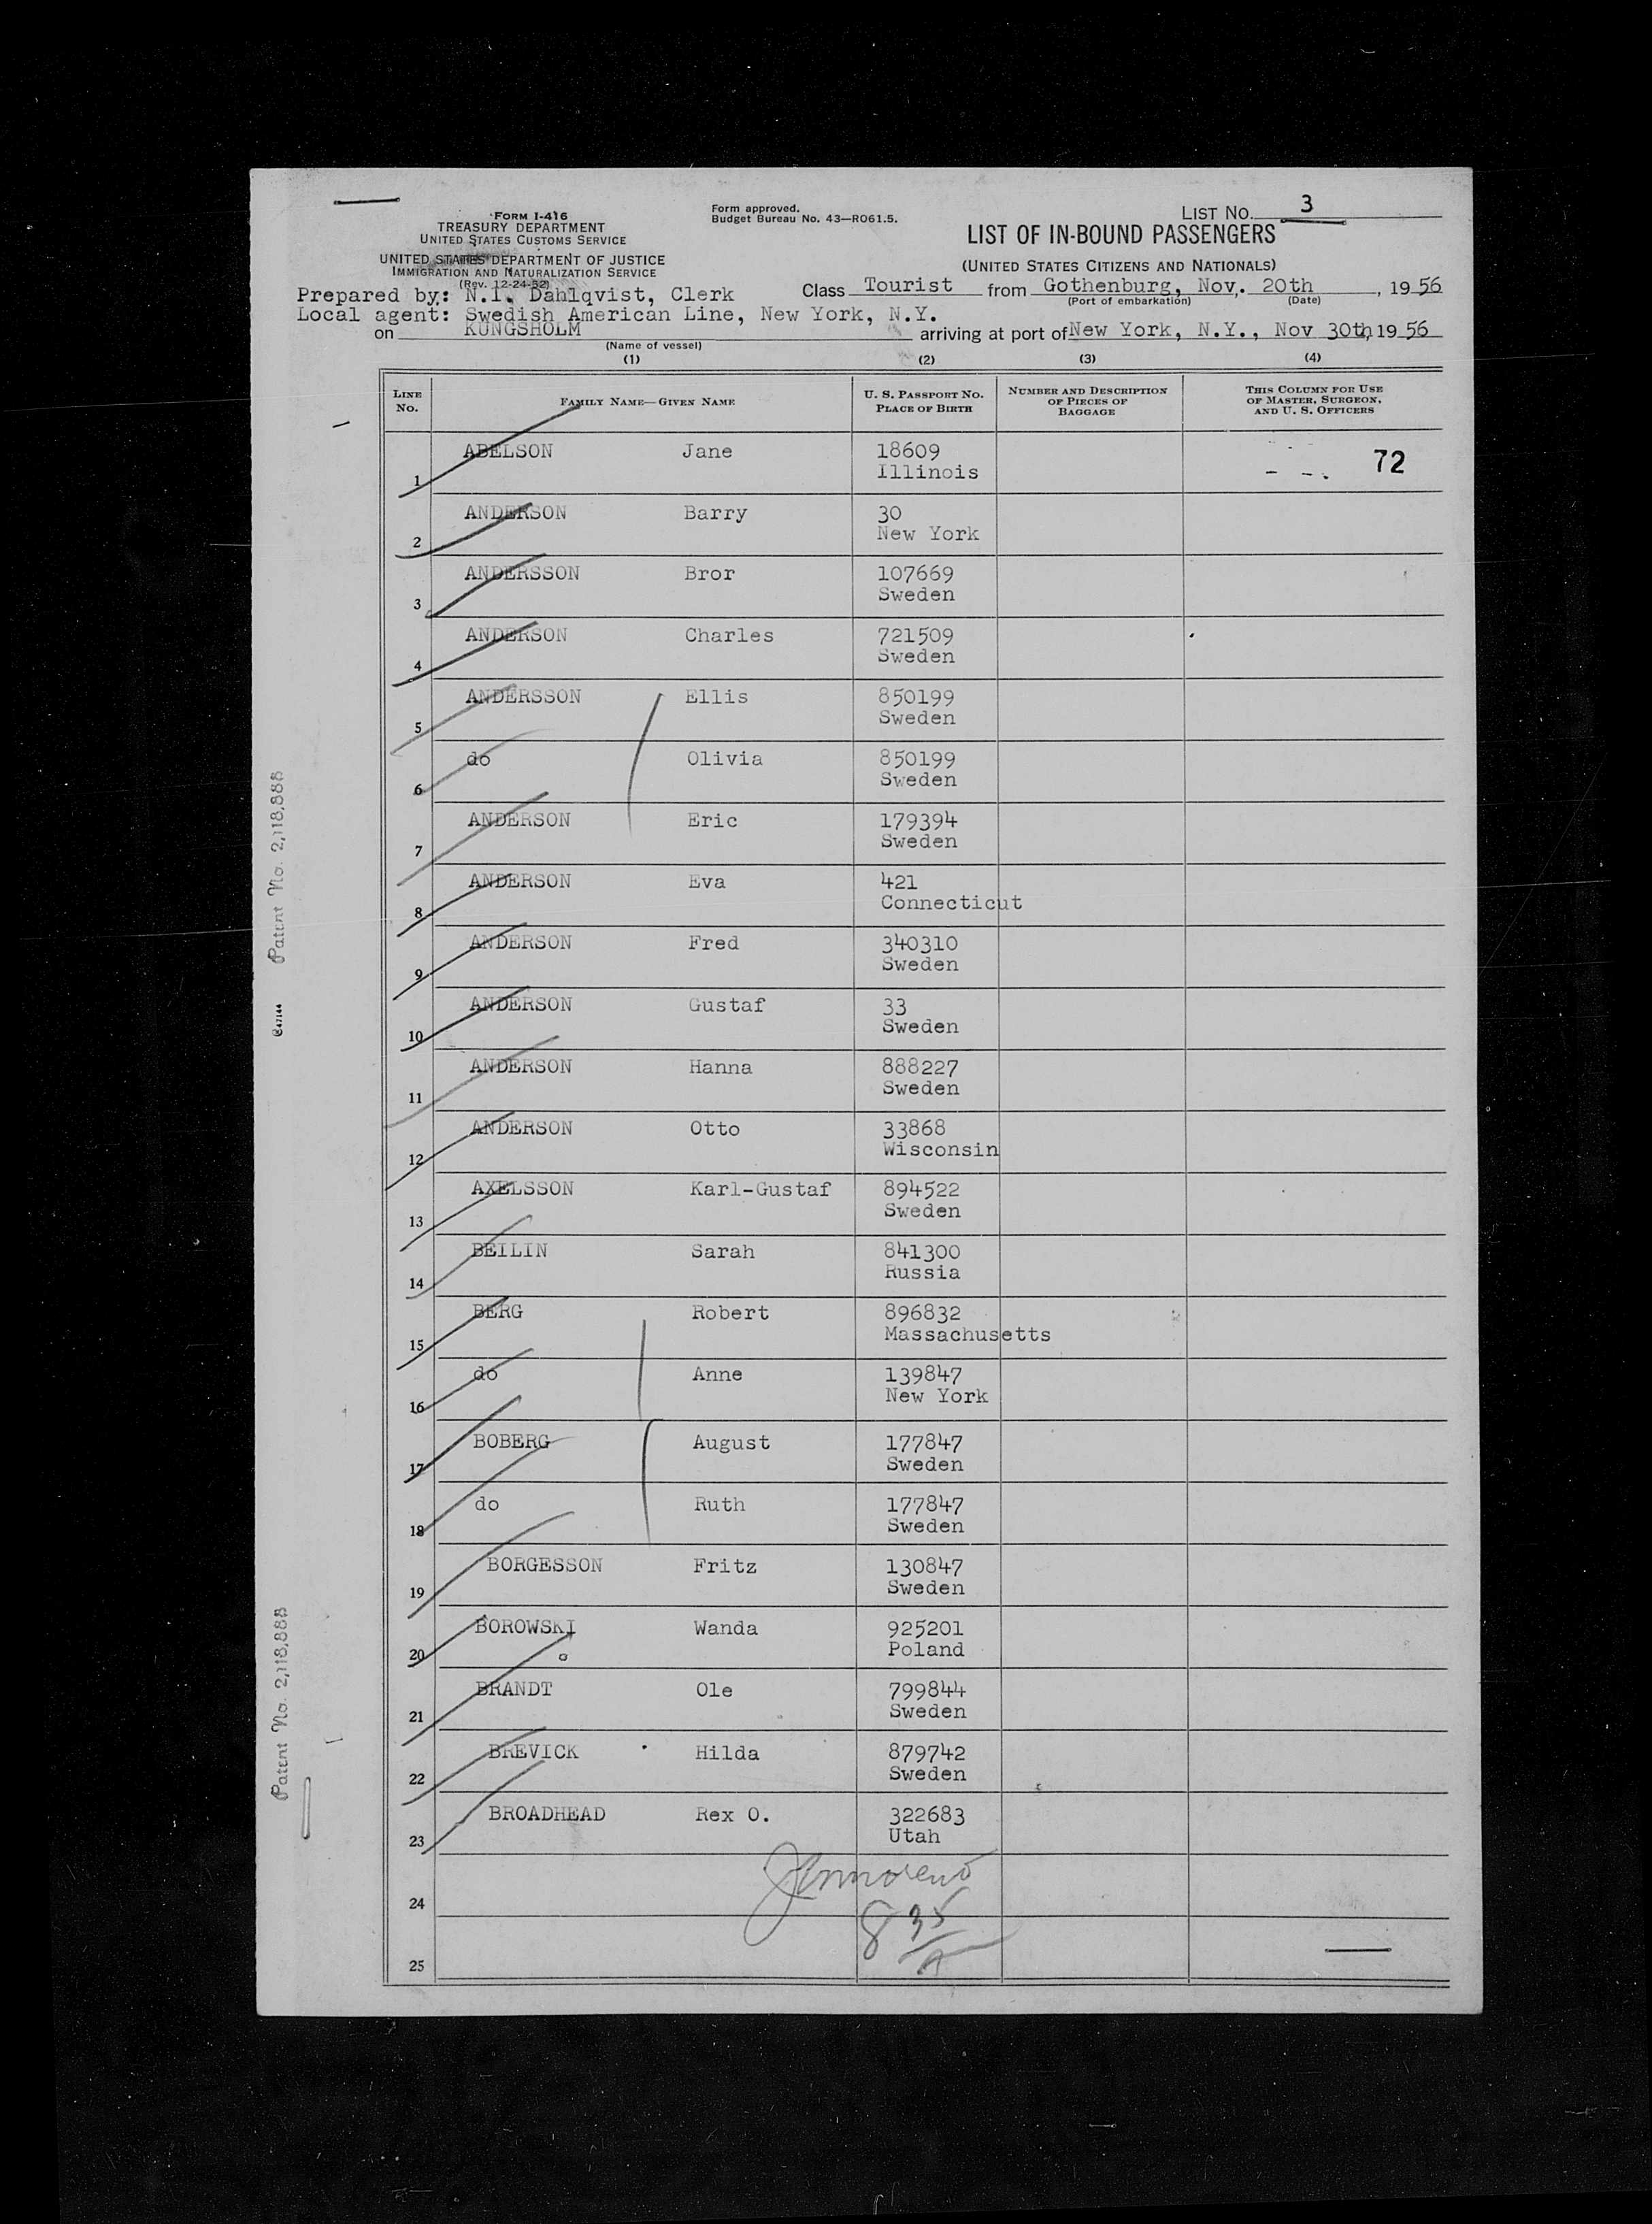 LIST NO. 3
FORM I-416
TREASURY DEPARTMENT
UNITED STATES CUSTOMS SERVICE
UNITED STATES DEPARTMENT OF JUSTICE
IMMIGRATION AND NATURALIZATION SERVICE
(Rev. 12-24-52)
Form approved.
Budget Bureau No. 43—RO61.5.
LIST OF IN-BOUND PASSENGERS
(UNITED STATES CITIZENS AND NATIONALS)
Prepared by: N.I. Dahlqvist, Clerk
Class Tourist from Gothenburg, Nov. 20th, 1956
(Port of embarkation) (Date)
Local agent: Swedish American Line, New York, N.Y.
on KUNGSHOLM arriving at port of New York, N.Y., Nov 30th, 1956
(Name of vessel)
(1) (2) (3) (4)
LINE NO. FAMILY NAME—GIVEN NAME U. S. PASSPORT NO. PLACE OF BIRTH NUMBER AND DESCRIPTION OF PIECES OF BAGGAGE THIS COLUMN FOR USE OF MASTER, SURGEON, AND U. S. OFFICERS
1 ABELSON Jane 18609 72
Illinois
2 ANDERSON Barry 30
New York
3 ANDERSSON Bror 107669
Sweden
4 ANDERSON Charles 721509
Sweden
5 ANDERSSON Ellis 850199
Sweden
6 do Olivia 850199
Sweden
7 ANDERSON Eric 179394
Sweden
8 ANDERSON Eva 421
Connecticut
9 ANDERSON Fred 340310
Sweden
10 ANDERSON Gustaf 33
Sweden
11 ANDERSON Hanna 888227
Sweden
12 ANDERSON Otto 33868
Wisconsin
13 AXELSSON Karl-Gustaf 894522
Sweden
14 BEILIN Sarah 841300
Russia
15 BERG Robert 896832
Massachusetts
16 do Anne 139847
New York
17 BOBERG August 177847
Sweden
18 do Ruth 177847
Sweden
19 BORGESSON Fritz 130847
Sweden
20 BOROWSKI Wanda 925201
Poland
21 BRANDT Ole 799844
Sweden
22 BREVICK Hilda 879742
Sweden
23 BROADHEAD Rex O. 322683
Utah
24
835
25
Patent No. 2,118,888
C47144
Patent No. 2,118,888